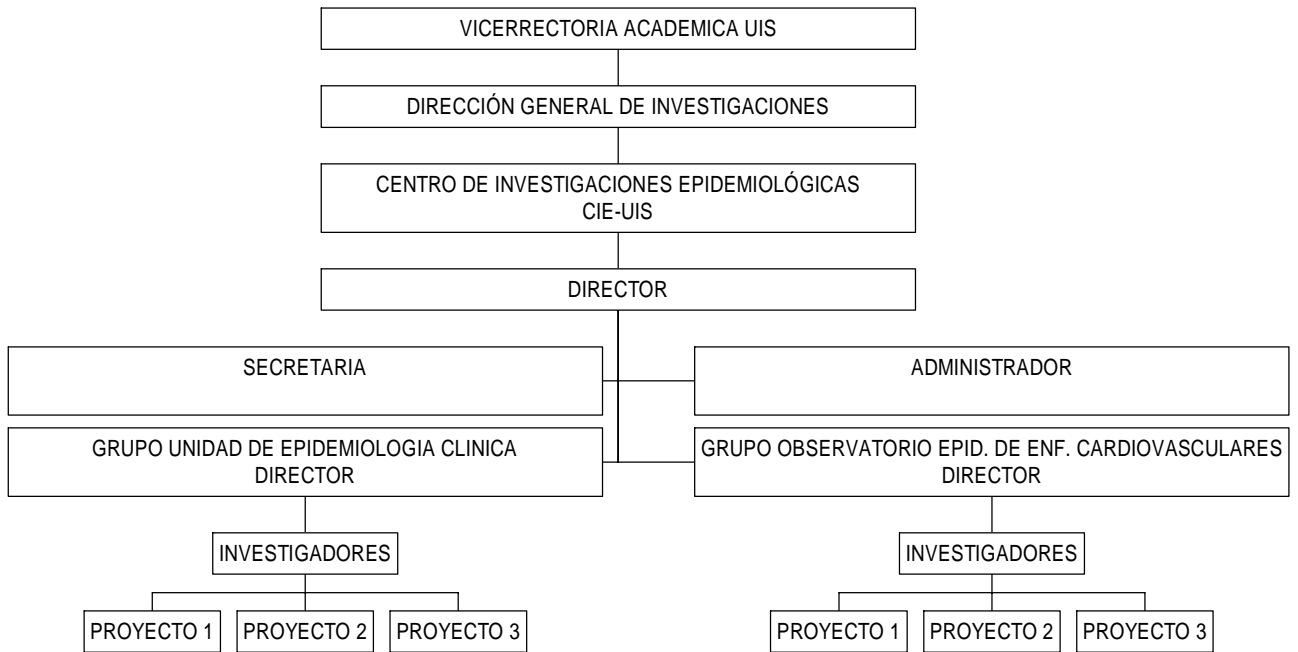 VICERRECTORIA ACADEMICA UIS
DIRECCIÓN GENERAL DE INVESTIGACIONES
CENTRO DE INVESTIGACIONES EPIDEMIOLÓGICAS
CIE-UIS
DIRECTOR
SECRETARIA
ADMINISTRADOR
GRUPO UNIDAD DE EPIDEMIOLOGIA CLINICA
DIRECTOR
GRUPO OBSERVATORIO EPID. DE ENF. CARDIOVASCULARES
DIRECTOR
INVESTIGADORES
INVESTIGADORES
PROYECTO 1
PROYECTO 2
PROYECTO 3
PROYECTO 1
PROYECTO 2
PROYECTO 3